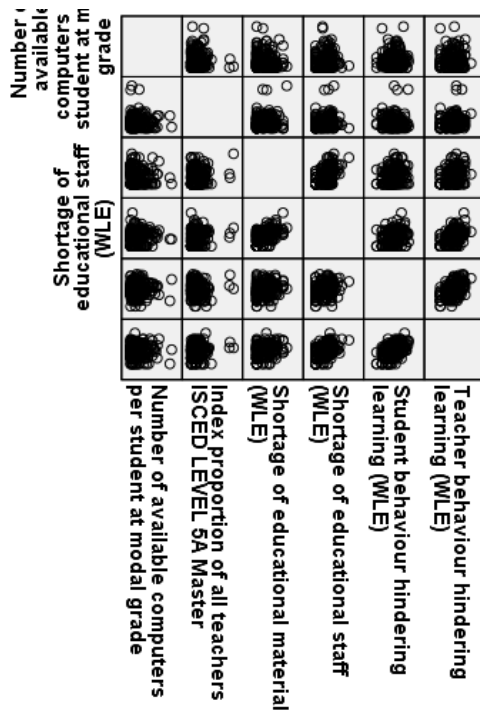 Number
available
computers
student at m
grade
Shortage of
educational staff
(WLE)
Number of available computers
per student at modal grade
Index proportion of all teachers
ISCED LEVEL 5A Master
Shortage of educational material
(WLE)
Shortage of educational staff
(WLE)
Student behaviour hindering
learning (WLE)
Teacher behaviour hindering
learning (WLE)